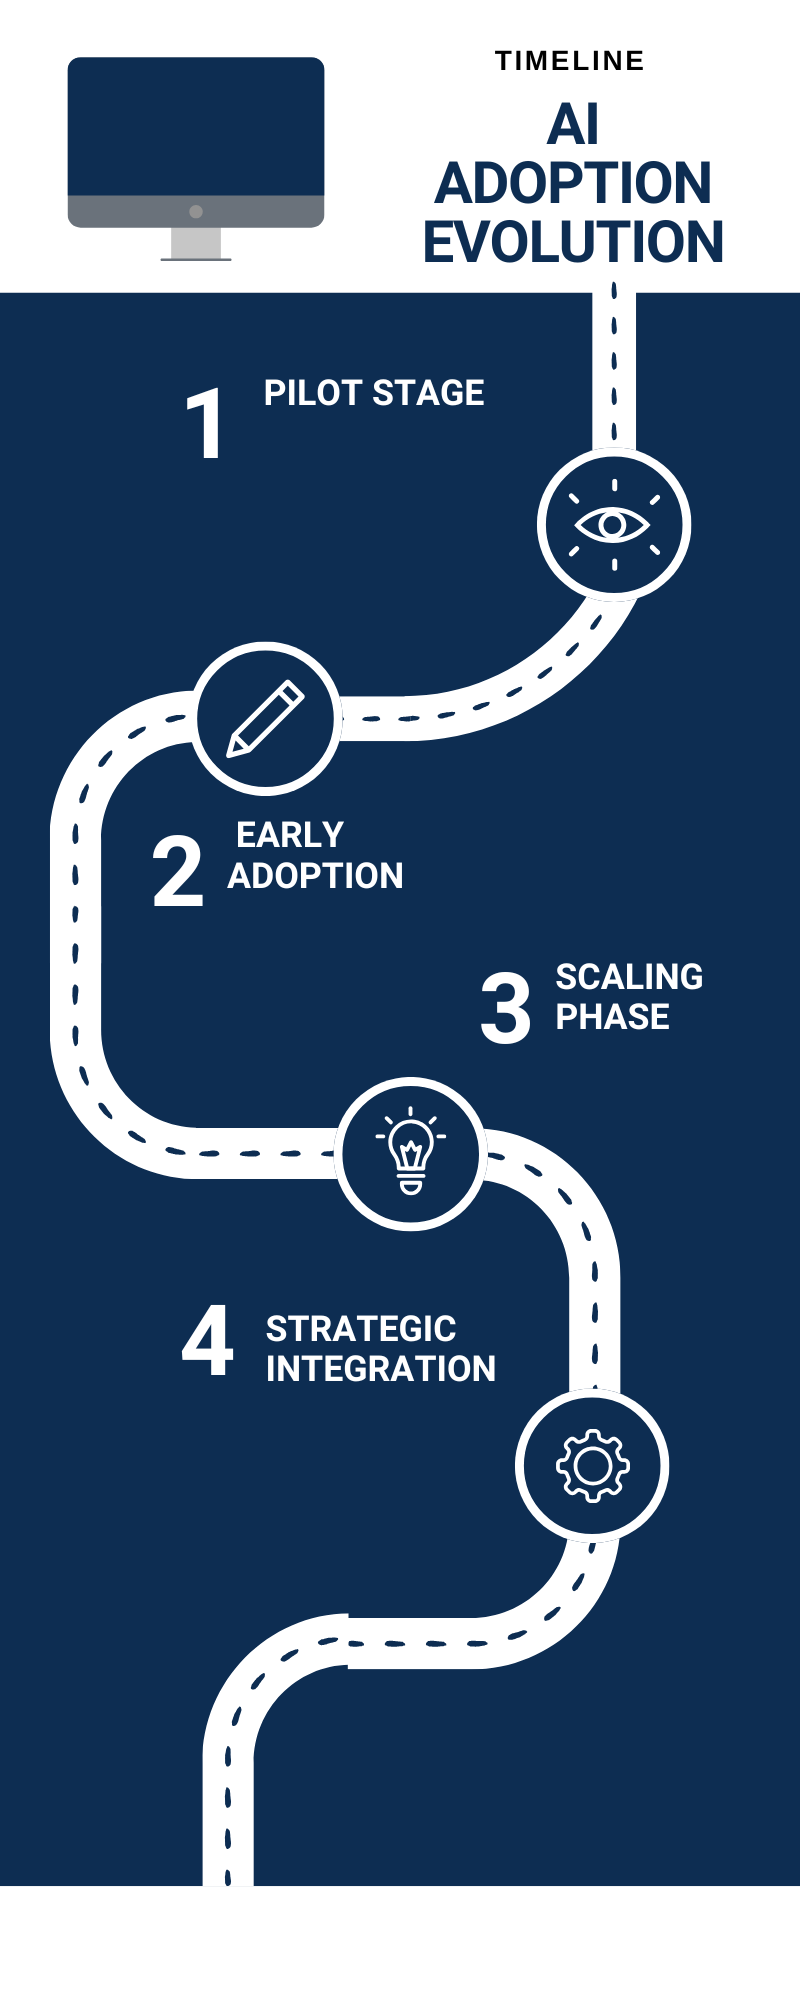 TIMELINE
AI
ADOPTION
EVOLUTION
1
PILOT STAGE
2
EARLY
ADOPTION
3
SCALING
PHASE
4
STRATEGIC
INTEGRATION